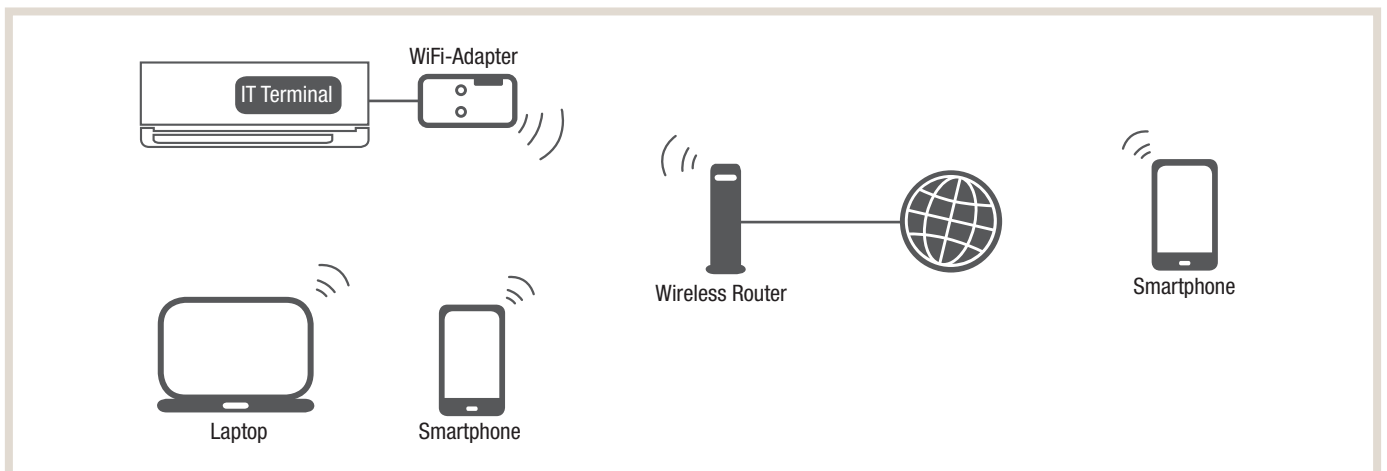 WiFi-Adapter
IT Terminal
Wireless Router
Smartphone
Laptop
Smartphone